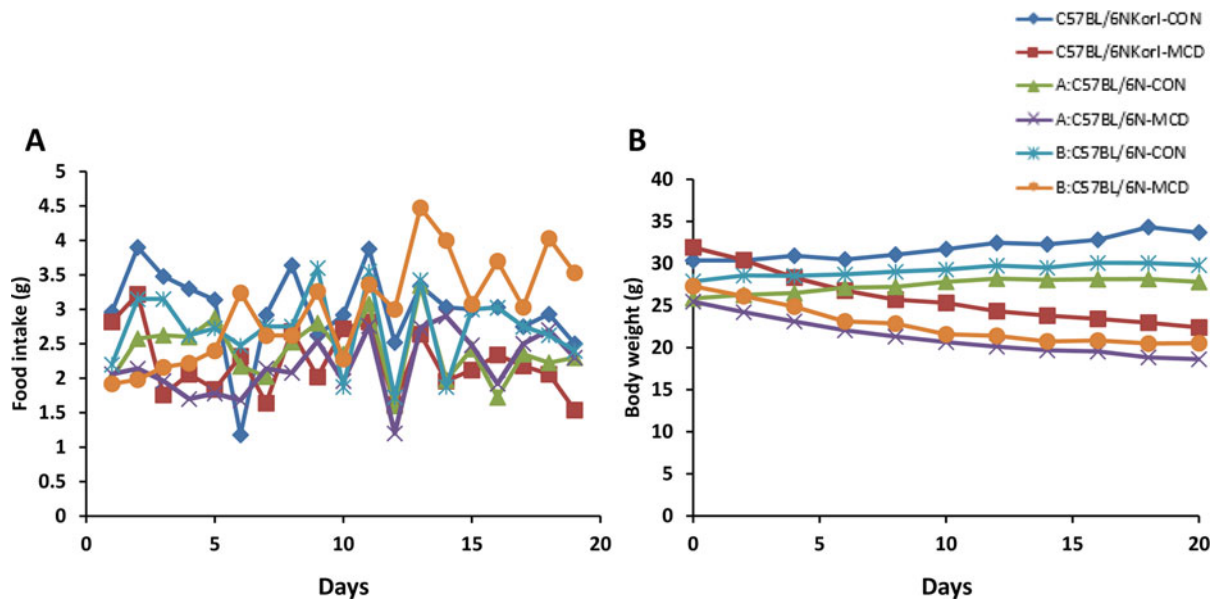 C57BL/6NKorl-CON
C57BL/6NKorl-MCD
A:C57BL/6N-CON
A:C57BL/6N-MCD
B:C57BL/6N-CON
B:C57BL/6N-MCD
A
5
4.5
4
3.5
3
2.5
2
1.5
1
0.5
0
Food intake (g)
0 5 10 15 20
Days
B
40
35
30
25
20
15
10
5
0
Body weight (g)
0 5 10 15 20
Days